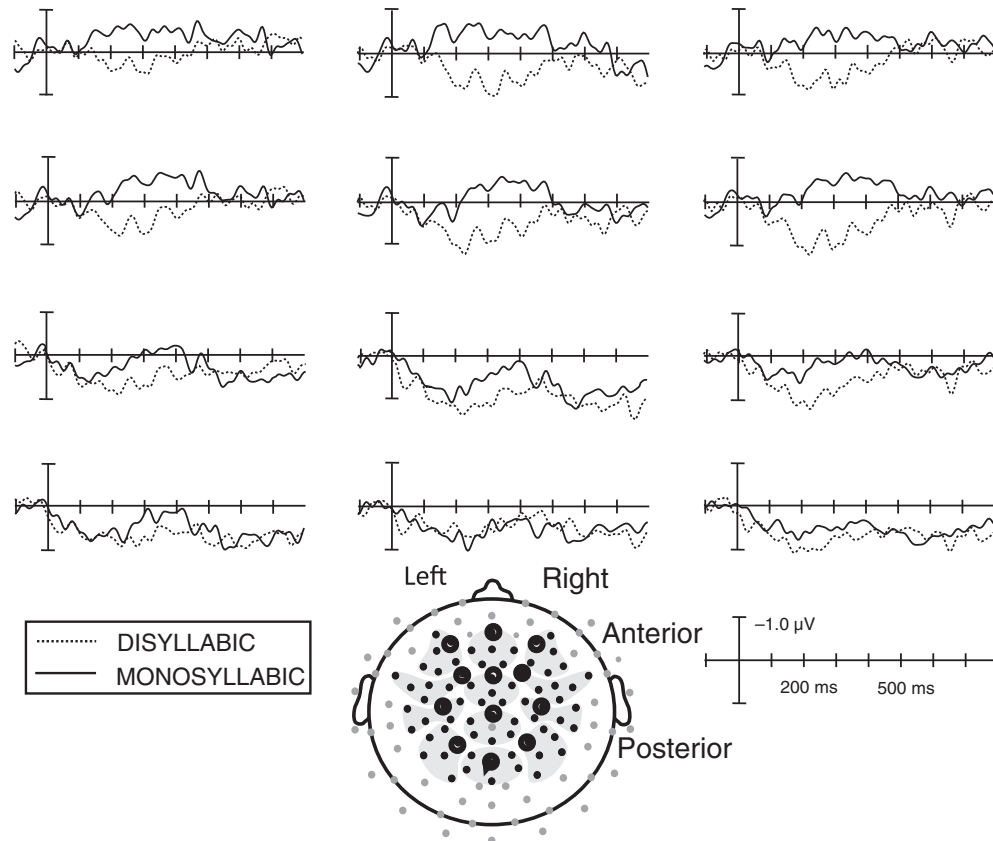 Left
Right
Anterior
Posterior
DISYLLABIC
MONOSYLLABIC
–1.0 μV
200 ms
500 ms